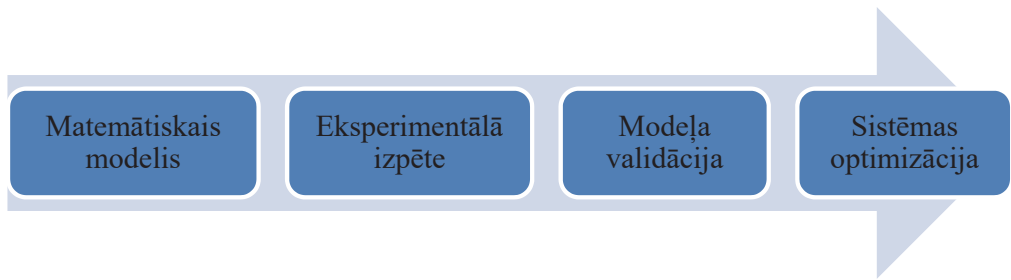 Matemātiskais
modelis
Eksperimentālā
izpēte
Modeļa
validācija
Sistēmas
optimizācija